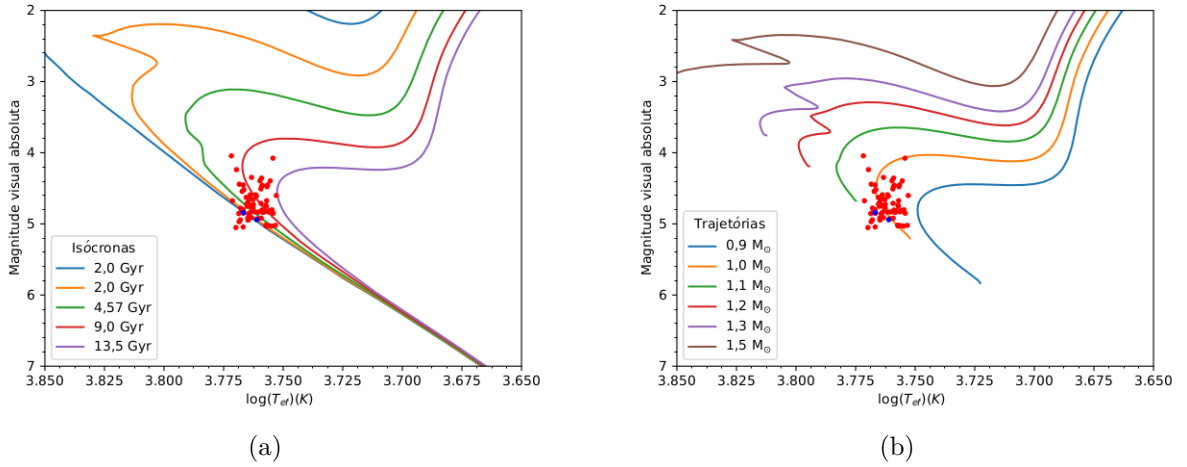 2
3
4
5
6
7
Magnitude visual absoluta
Isócronas
2,0 Gyr
2,0 Gyr
4,57 Gyr
9,0 Gyr
13,5 Gyr
3.850 3.825 3.800 3.775 3.750 3.725 3.700 3.675 3.650
log(T_ef)(K)
(a)
2
3
4
5
6
7
Magnitude visual absoluta
Trajetórias
0,9 M☉
1,0 M☉
1,1 M☉
1,2 M☉
1,3 M☉
1,5 M☉
3.850 3.825 3.800 3.775 3.750 3.725 3.700 3.675 3.650
log(T_ef)(K)
(b)